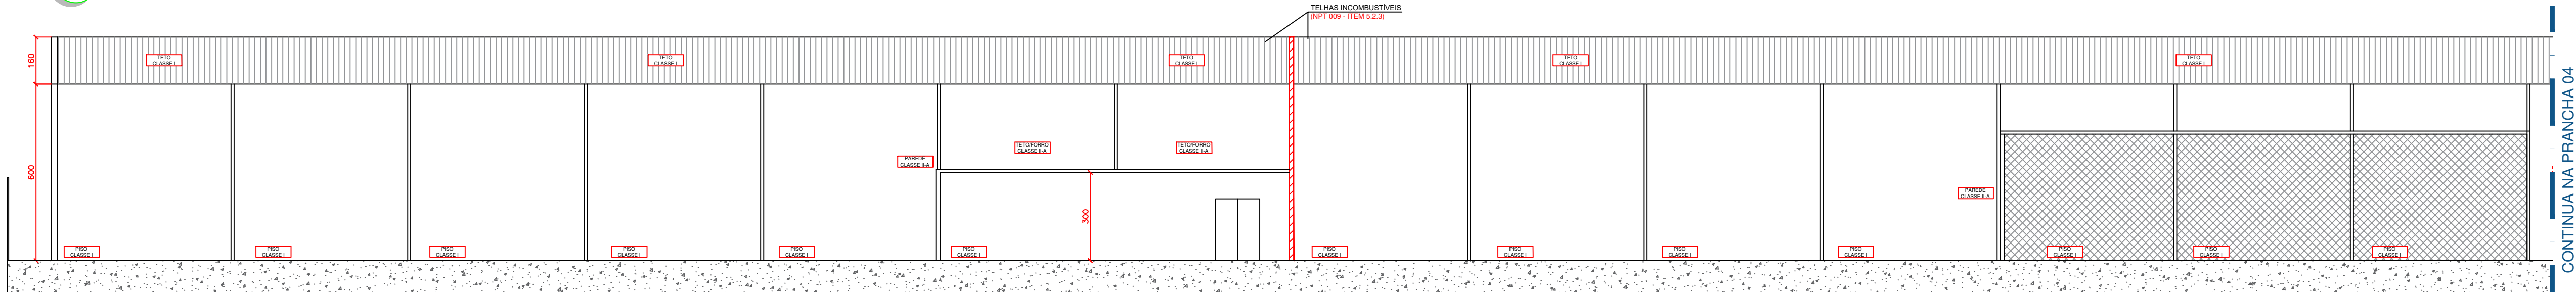 TELHAS INCOMBUSTÍVEIS
(NPT 009 - ITEM 5.2.3)
160
TETO
CLASSE I
TETO
CLASSE I
TETO
CLASSE I
TETO
CLASSE I
TETO
CLASSE I
600
PAREDE
CLASSE II-A
TETO/FORRO
CLASSE II-A
TETO/FORRO
CLASSE II-A
PAREDE
CLASSE II-A
300
PISO
CLASSE I
PISO
CLASSE I
PISO
CLASSE I
PISO
CLASSE I
PISO
CLASSE I
PISO
CLASSE I
PISO
CLASSE I
PISO
CLASSE I
PISO
CLASSE I
PISO
CLASSE I
PISO
CLASSE I
PISO
CLASSE I
PISO
CLASSE I
CONTINUA NA PRANCHA 04